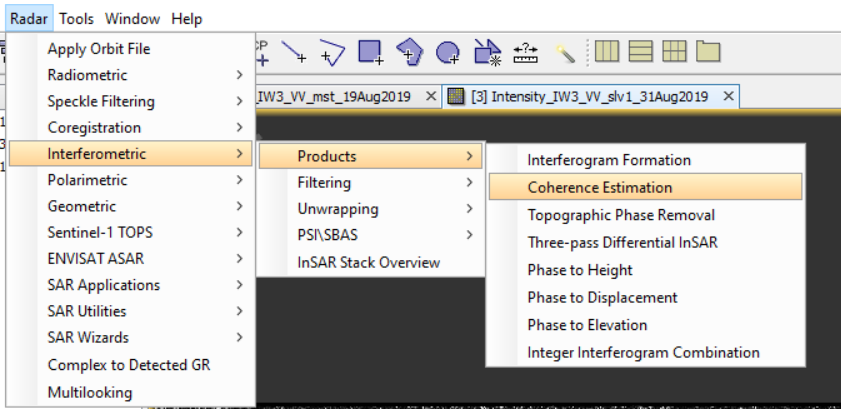 Radar Tools Window Help
Apply Orbit File
Radiometric
Speckle Filtering
Coregistration
Interferometric
Polarimetric
Geometric
Sentinel-1 TOPS
ENVISAT ASAR
SAR Applications
SAR Utilities
SAR Wizards
Complex to Detected GR
Multilooking
IW3_VV_mst_19Aug2019 [3] Intensity_IW3_VV_slv1_31Aug2019
Products
Filtering
Unwrapping
PSI\SBAS
InSAR Stack Overview
Interferogram Formation
Coherence Estimation
Topographic Phase Removal
Three-pass Differential InSAR
Phase to Height
Phase to Displacement
Phase to Elevation
Integer Interferogram Combination